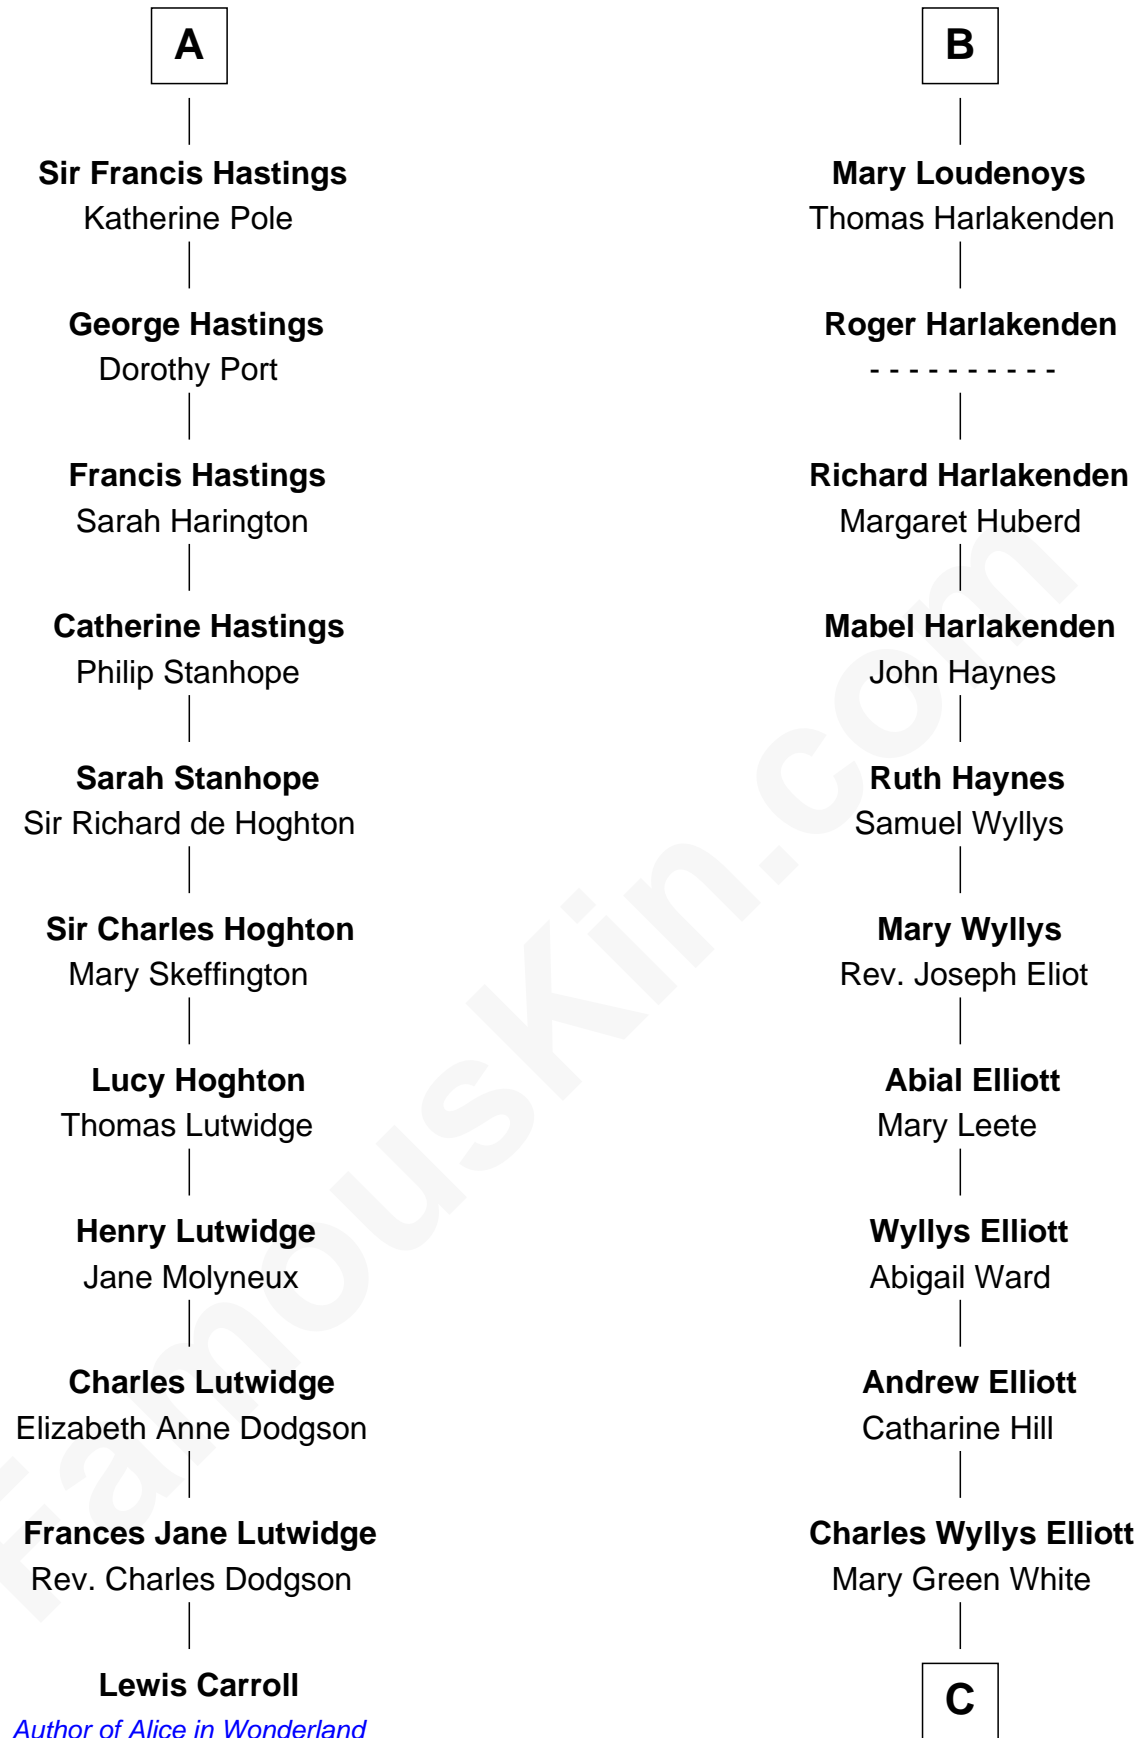 A
Sir Francis Hastings
Katherine Pole
George Hastings
Dorothy Port
Francis Hastings
Sarah Harington
Catherine Hastings
Philip Stanhope
Sarah Stanhope
Sir Richard de Hoghton
Sir Charles Hoghton
Mary Skeffington
Lucy Hoghton
Thomas Lutwidge
Henry Lutwidge
Jane Molyneux
Charles Lutwidge
Elizabeth Anne Dodgson
Frances Jane Lutwidge
Rev. Charles Dodgson
Lewis Carroll
Author of Alice in Wonderland
B
Mary Loudenoys
Thomas Harlakenden
Roger Harlakenden
- - - - - - - - - -
Richard Harlakenden
Margaret Huberd
Mabel Harlakenden
John Haynes
Ruth Haynes
Samuel Wyllys
Mary Wyllys
Rev. Joseph Eliot
Abial Elliott
Mary Leete
Wyllys Elliott
Abigail Ward
Andrew Elliott
Catharine Hill
Charles Wyllys Elliott
Mary Green White
C
FamousKin.com